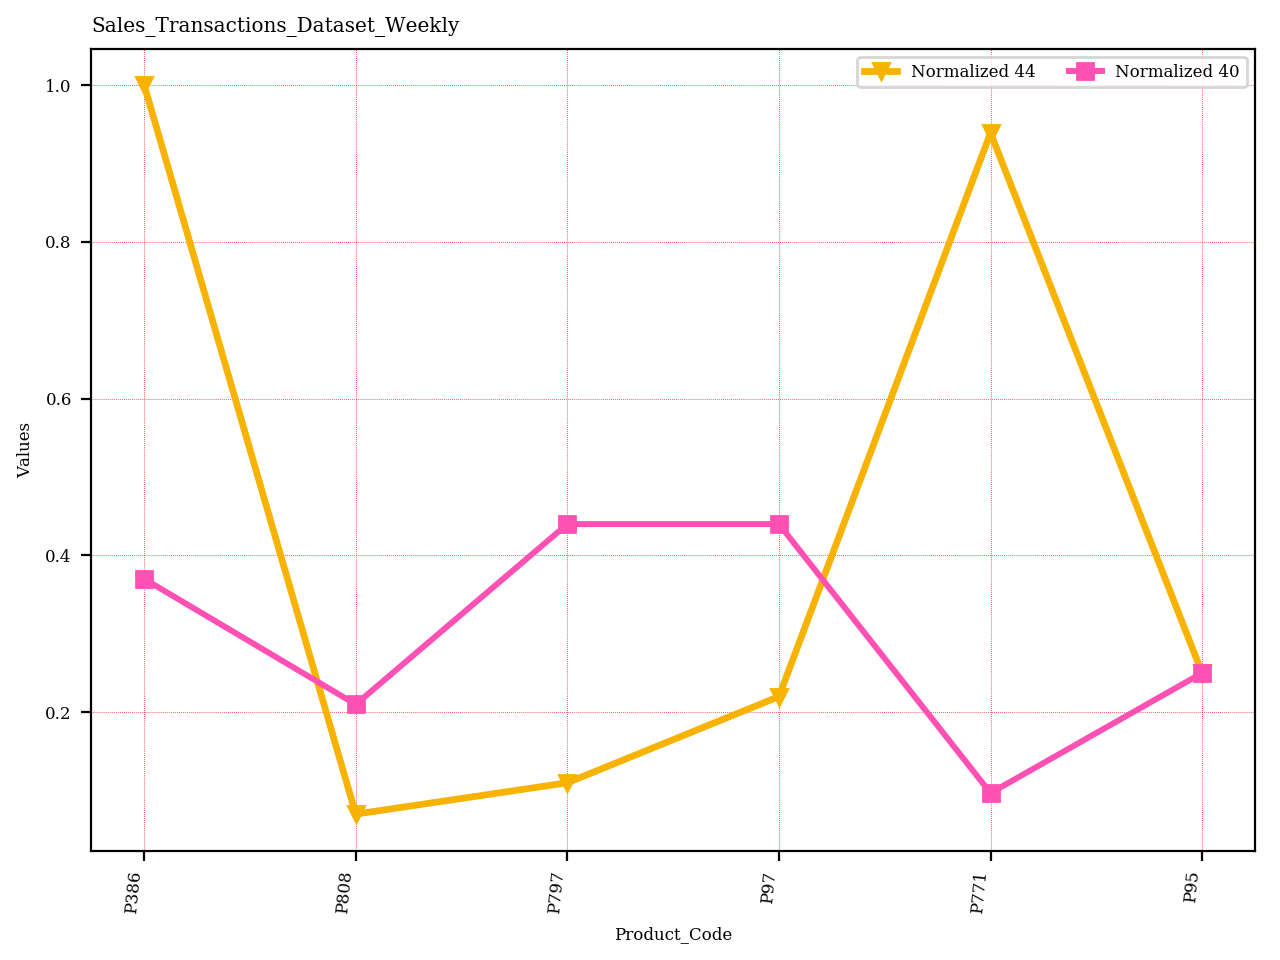 Sales_Transactions_Dataset_Weekly
Normalized 44
Normalized 40
Values
1.0
0.8
0.6
0.4
0.2
P386
P808
P797
P97
P771
P95
Product_Code